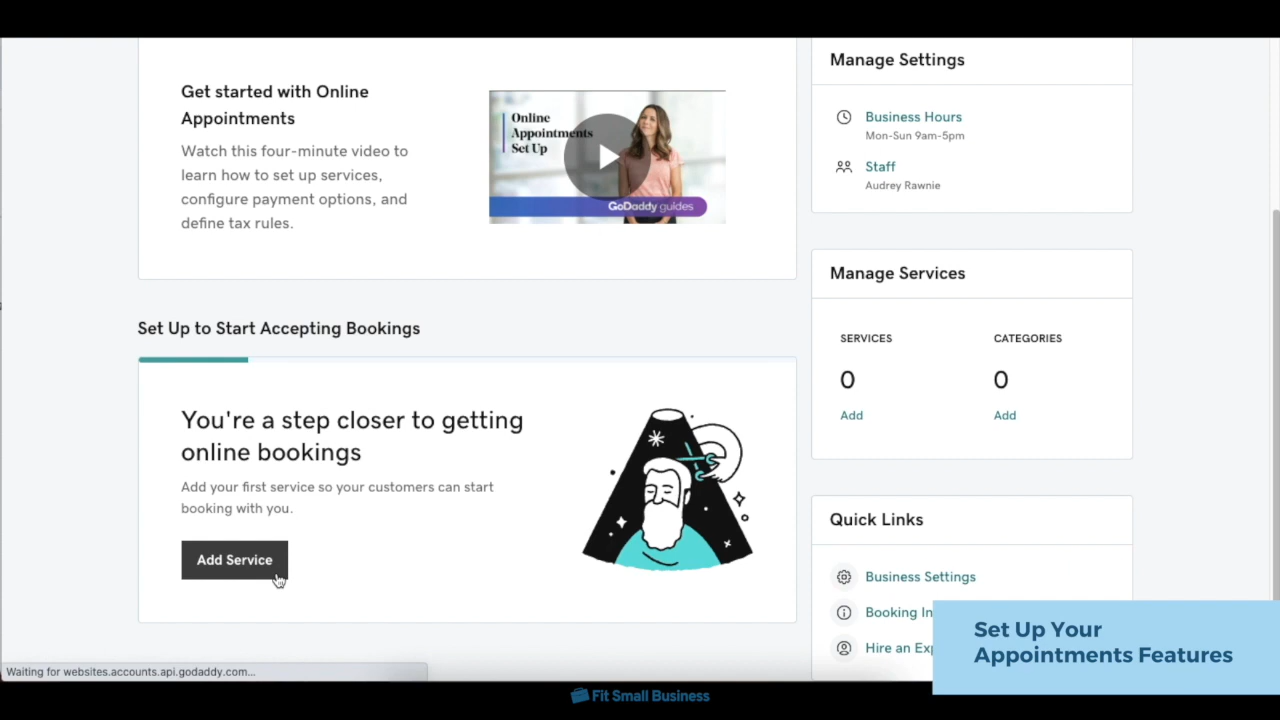 Get started with Online
Appointments
Watch this four-minute video to
learn how to set up services,
configure payment options, and
define tax rules.
Online
Appointments
Set Up
GoDaddy guides
Set Up to Start Accepting Bookings
You're a step closer to getting
online bookings
Add your first service so your customers can start
booking with you.
Add Service
Manage Settings
Business Hours
Mon-Sun 9am-5pm
Staff
Audrey Rawnie
Manage Services
SERVICES
CATEGORIES
0
0
Add
Add
Quick Links
Business Settings
Booking In
Hire an Exp
Set Up Your
Appointments Features
Waiting for websites.accounts.api.godaddy.com...
Fit Small Business